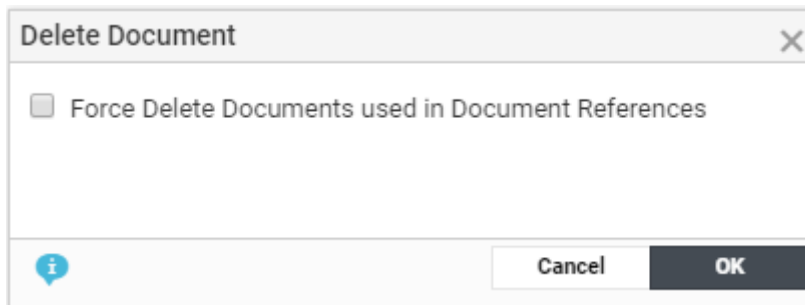 Delete Document
Force Delete Documents used in Document References
Cancel OK